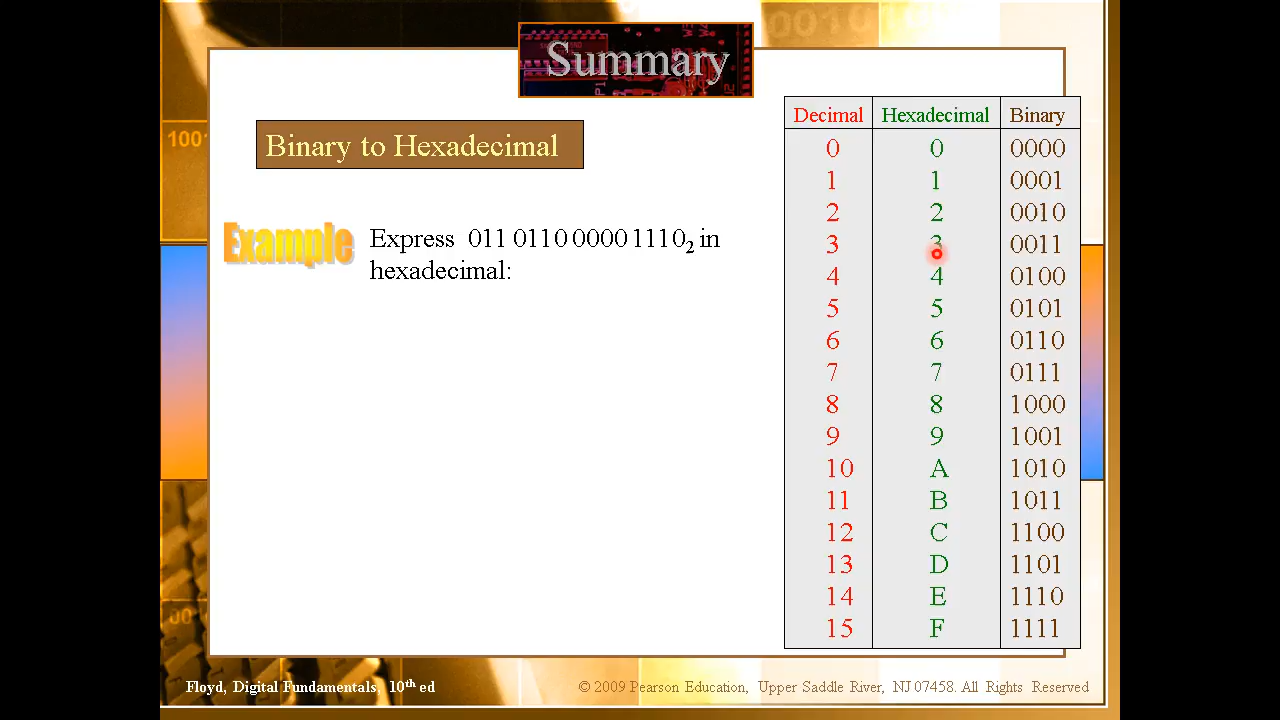 Summary
Binary to Hexadecimal
Example
Express 011 0110 0000 1110₂ in
hexadecimal:
Decimal Hexadecimal Binary
0 0 0000
1 1 0001
2 2 0010
3 3 0011
4 4 0100
5 5 0101
6 6 0110
7 7 0111
8 8 1000
9 9 1001
10 A 1010
11 B 1011
12 C 1100
13 D 1101
14 E 1110
15 F 1111
Floyd, Digital Fundamentals, 10th ed
© 2009 Pearson Education, Upper Saddle River, NJ 07458. All Rights Reserved